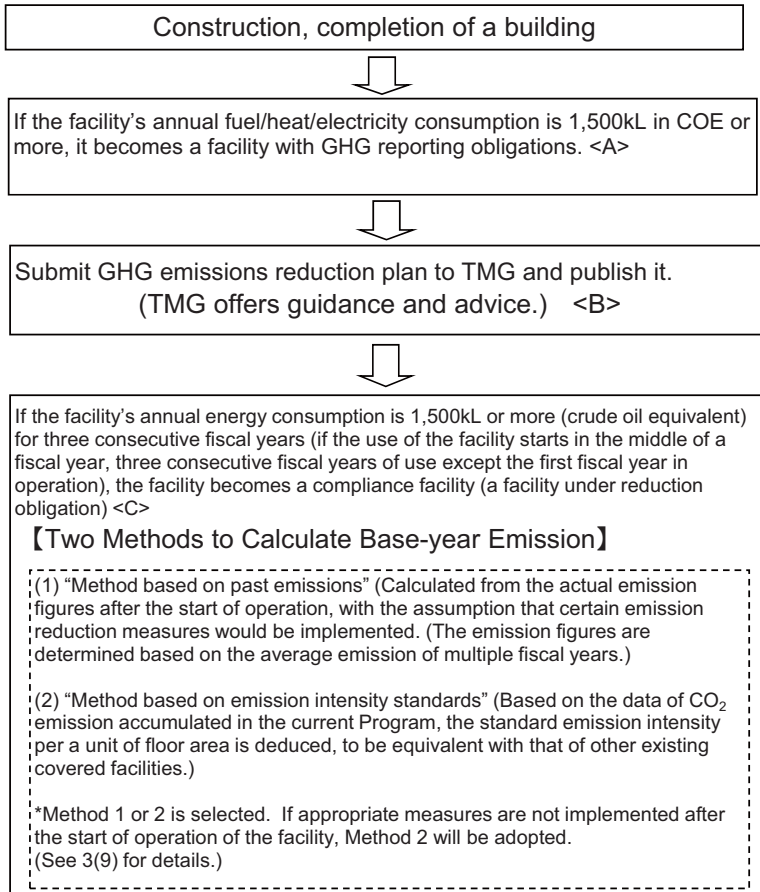 Construction, completion of a building
If the facility's annual fuel/heat/electricity consumption is 1,500kL in COE or
more, it becomes a facility with GHG reporting obligations. <A>
Submit GHG emissions reduction plan to TMG and publish it.
(TMG offers guidance and advice.) <B>
If the facility's annual energy consumption is 1,500kL or more (crude oil equivalent)
for three consecutive fiscal years (if the use of the facility starts in the middle of a
fiscal year, three consecutive fiscal years of use except the first fiscal year in
operation), the facility becomes a compliance facility (a facility under reduction
obligation) <C>
【Two Methods to Calculate Base-year Emission】
(1) “Method based on past emissions” (Calculated from the actual emission
figures after the start of operation, with the assumption that certain emission
reduction measures would be implemented. (The emission figures are
determined based on the average emission of multiple fiscal years.)
(2) “Method based on emission intensity standards” (Based on the data of CO₂
emission accumulated in the current Program, the standard emission intensity
per a unit of floor area is deduced, to be equivalent with that of other existing
covered facilities.)
*Method 1 or 2 is selected.  If appropriate measures are not implemented after
the start of operation of the facility, Method 2 will be adopted.
(See 3(9) for details.)